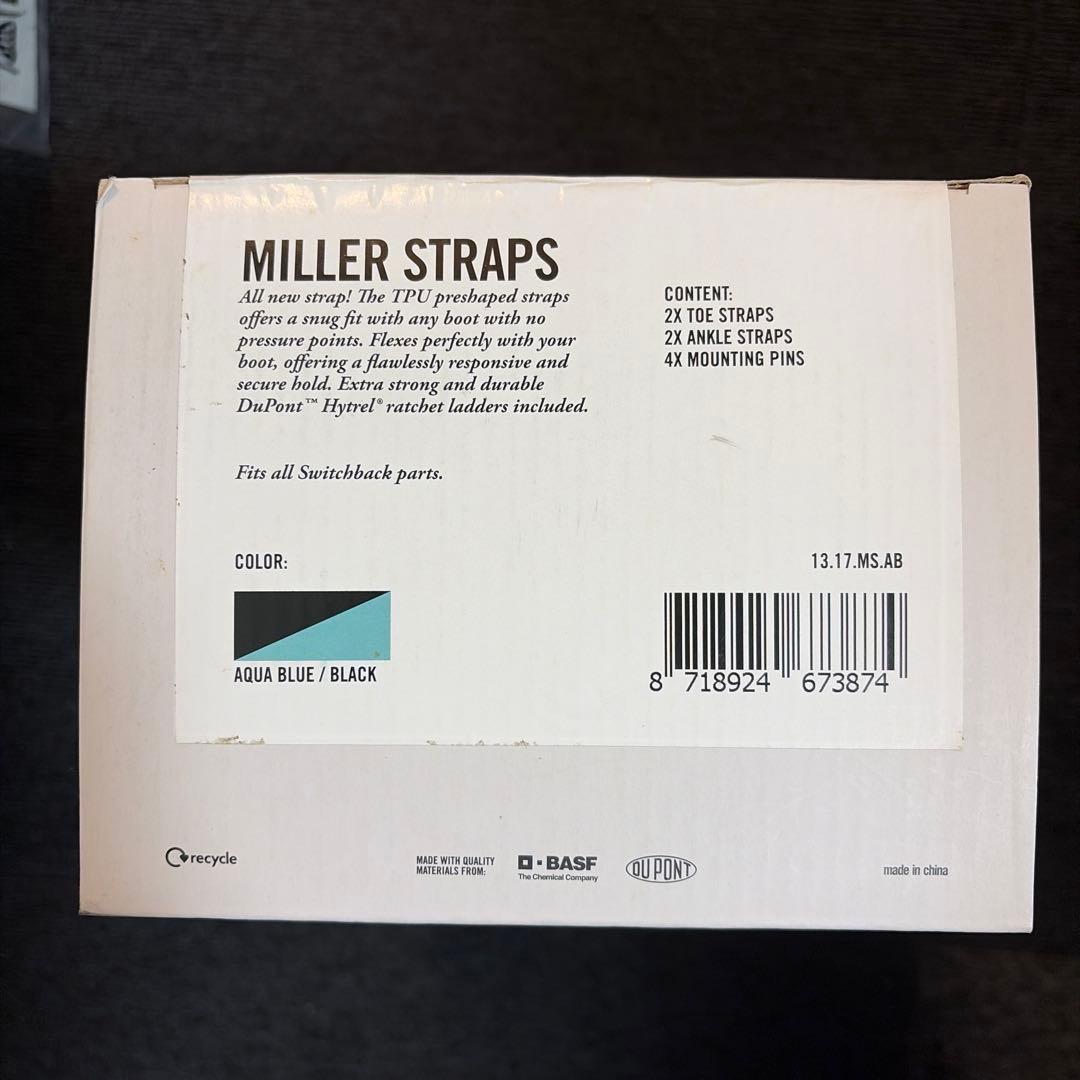 MILLER STRAPS
All new strap! The TPU preshaped straps
offers a snug fit with any boot with no
pressure points. Flexes perfectly with your
boot, offering a flawlessly responsive and
secure hold. Extra strong and durable
DuPont™ Hytrel® ratchet ladders included.
Fits all Switchback parts.
CONTENT:
2X TOE STRAPS
2X ANKLE STRAPS
4X MOUNTING PINS
COLOR:
AQUA BLUE / BLACK
13.17.MS.AB
8 718924 673874
recycle
MADE WITH QUALITY
MATERIALS FROM:
BASF
The Chemical Company
DU PONT
made in china